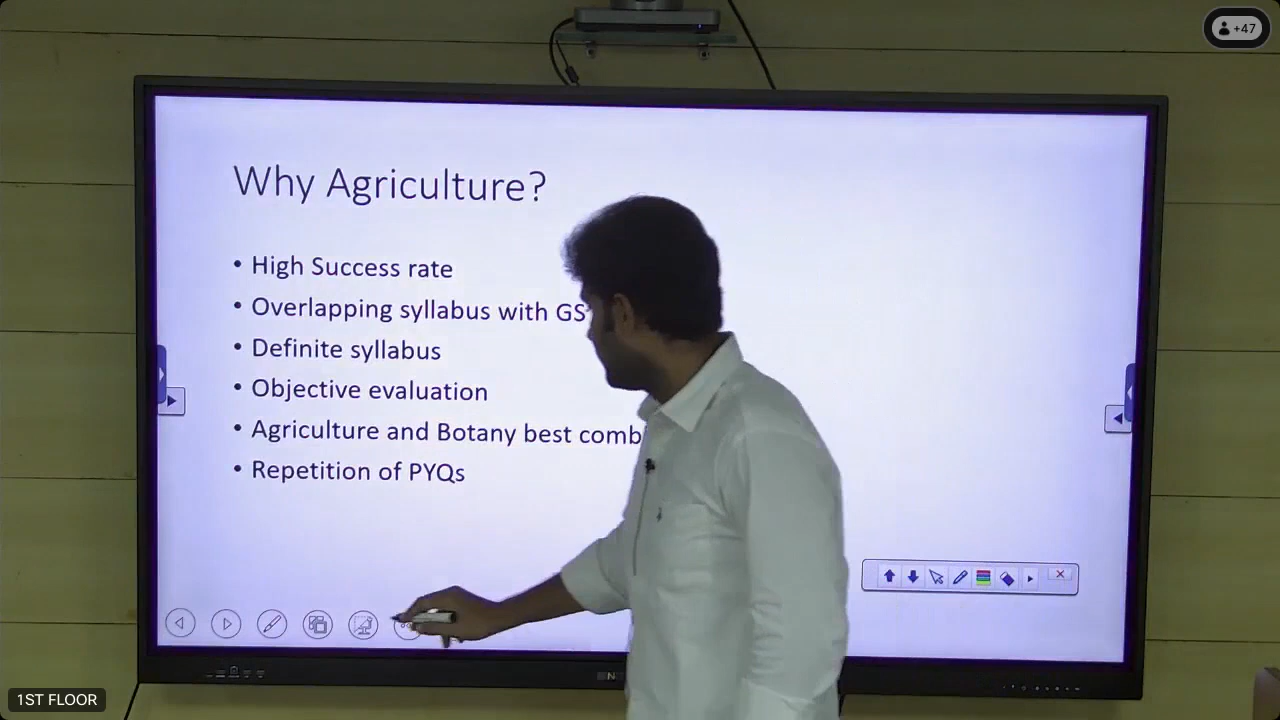 +47
Why Agriculture?
• High Success rate
• Overlapping syllabus with GS
• Definite syllabus
• Objective evaluation
• Agriculture and Botany best comb
• Repetition of PYQs
1ST FLOOR